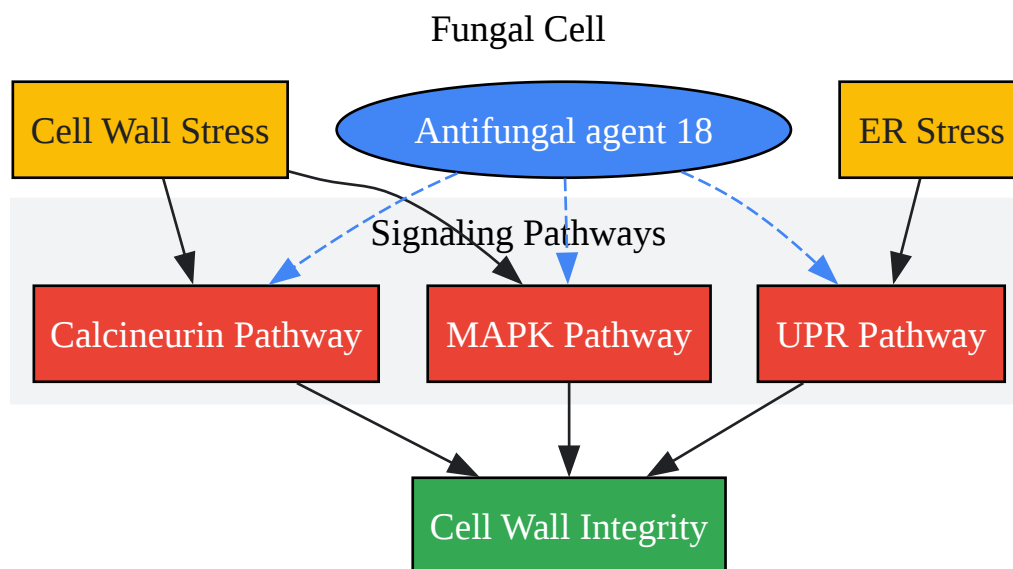 Fungal Cell
Cell Wall Stress
Antifungal agent 18
ER Stress
Signaling Pathways
Calcineurin Pathway
MAPK Pathway
UPR Pathway
Cell Wall Integrity